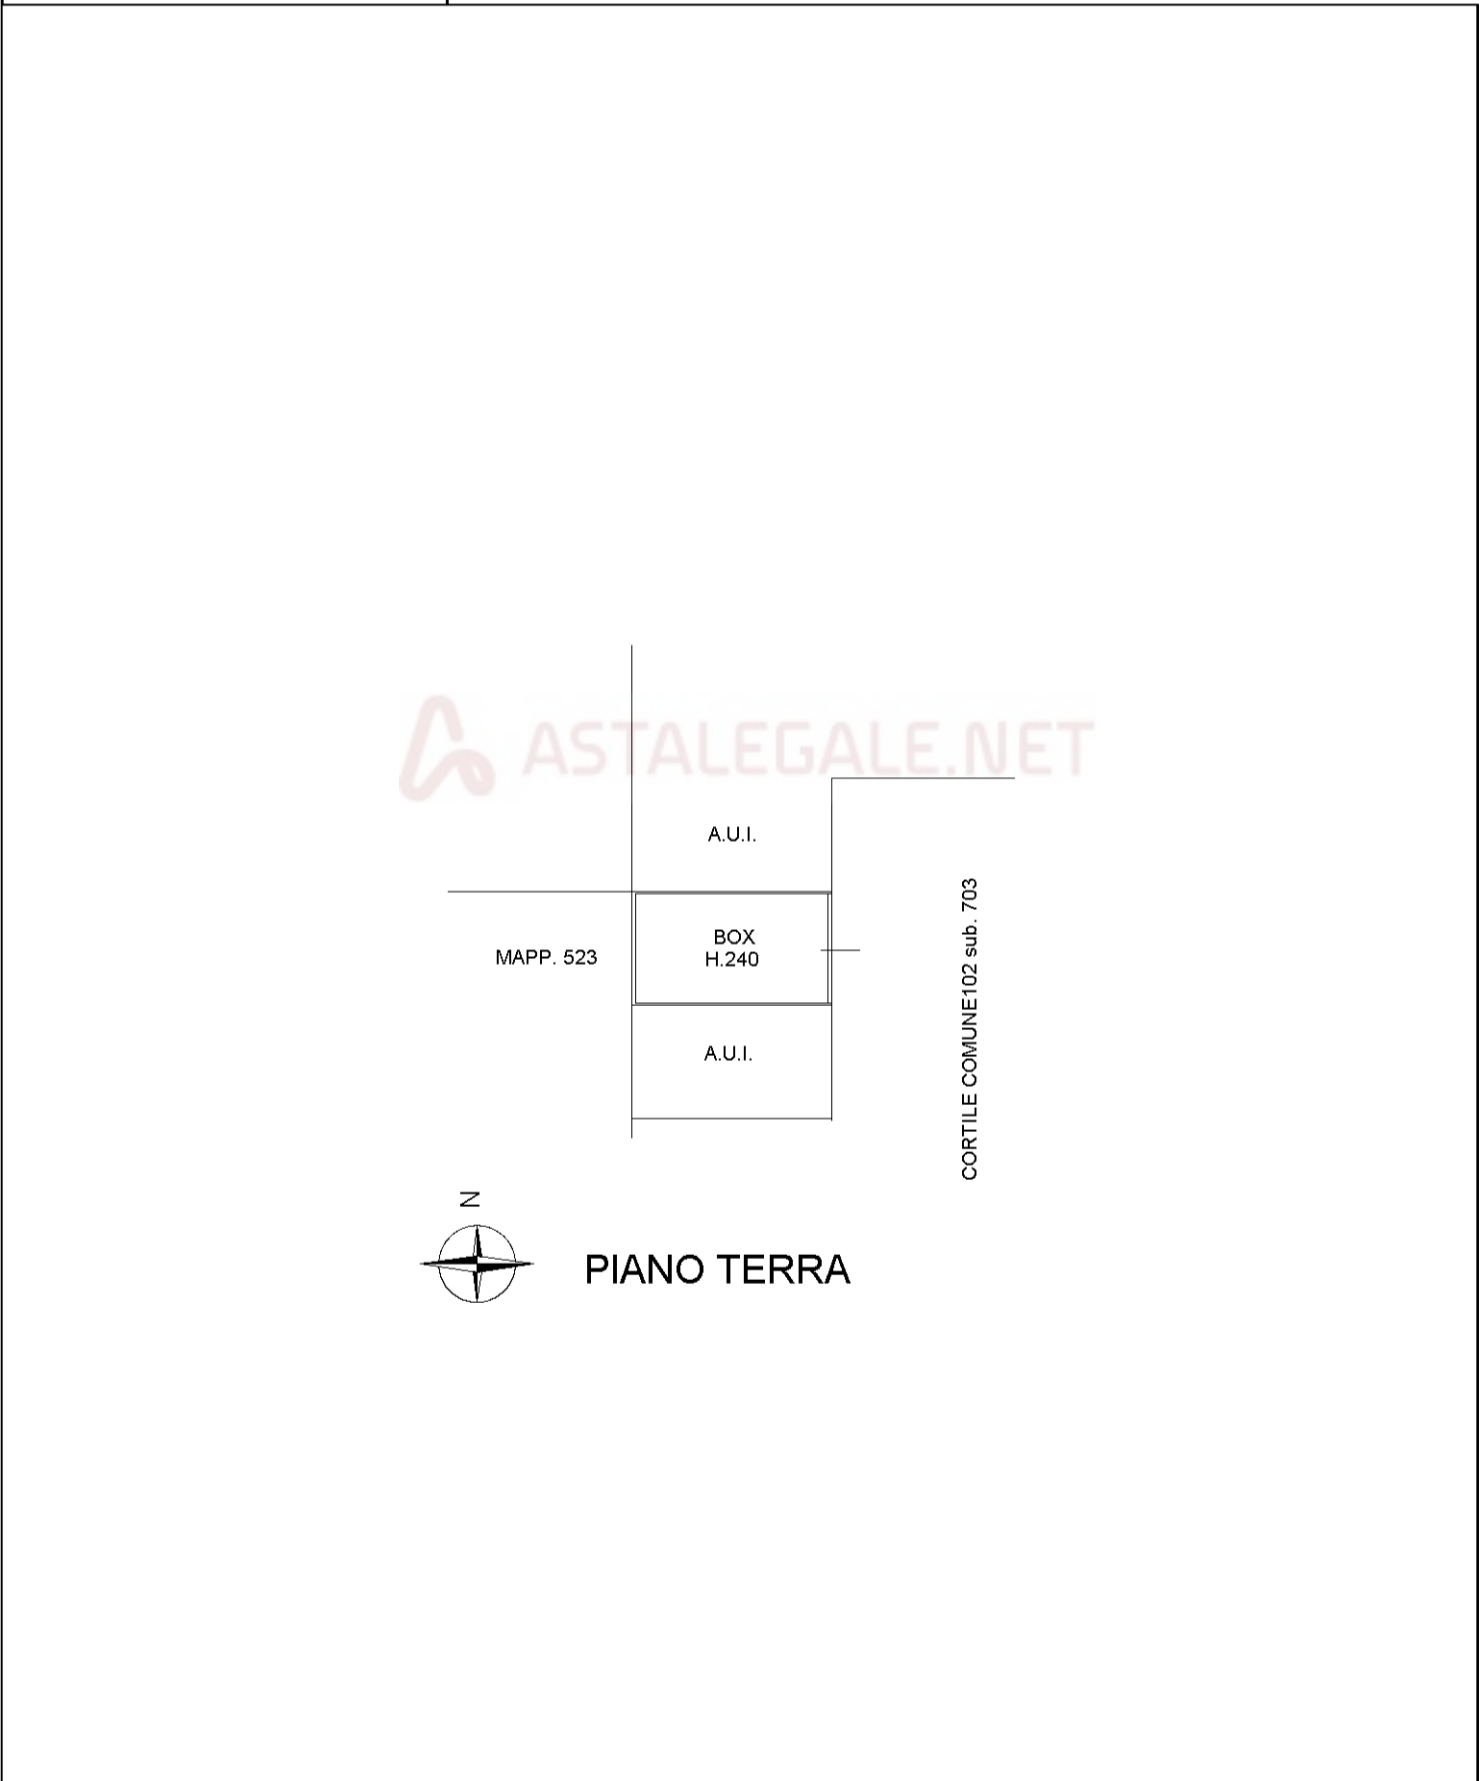 ASTALEGALE.NET
A.U.I.
BOX
H.240
MAPP. 523
CORTILE COMUNE102 sub. 703
A.U.I.
N
PIANO TERRA